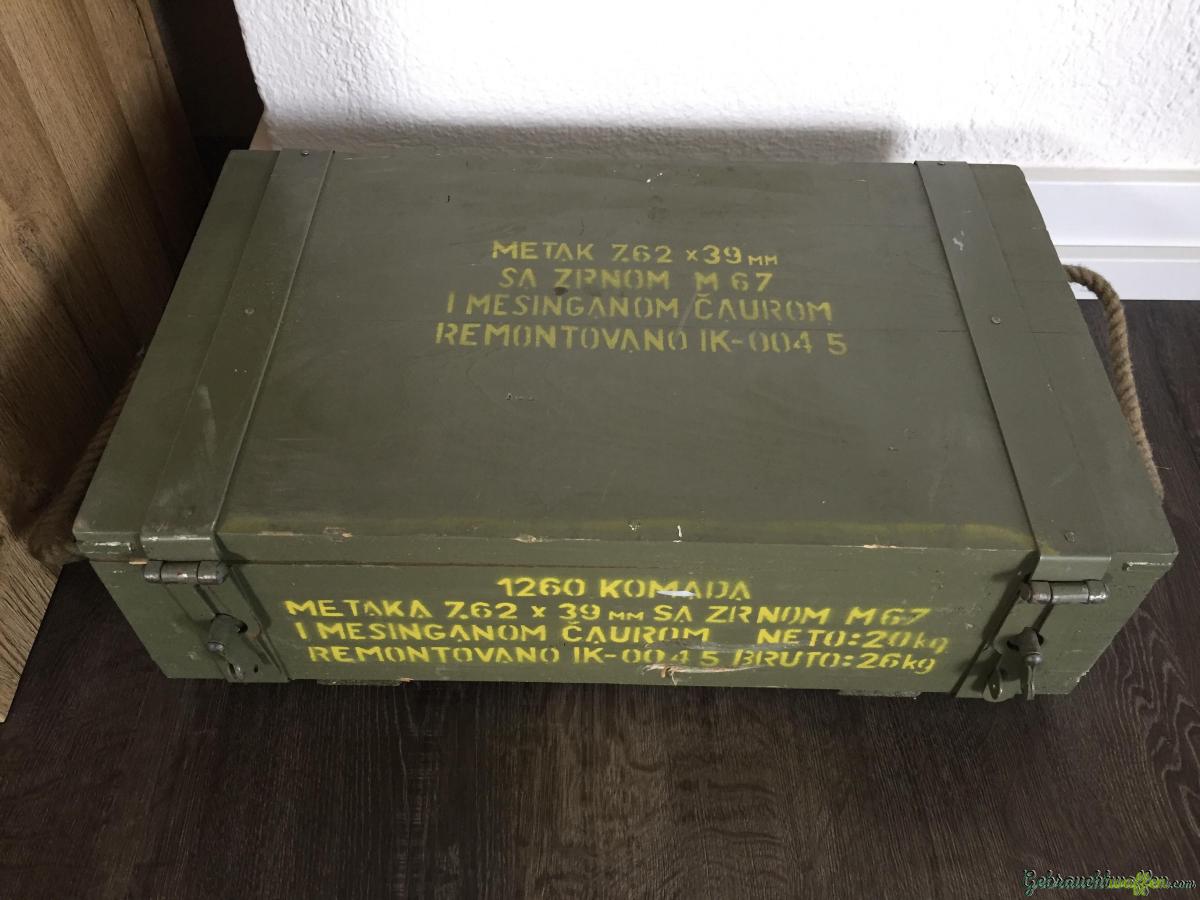 METAK 7.62 x 39 MM
SA ZRNOM M 67
I MESINGANOM ČAUROM
REMONTOVANO IK-004 5
1260 KOMADA
METAKA 7.62 x 39 MM SA ZRNOM M 67
I MESINGANOM ČAUROM NETO: 20 kg
REMONTOVANO IK-004 5 BRUTO: 26 kg
Gebrauchtwaffen.com